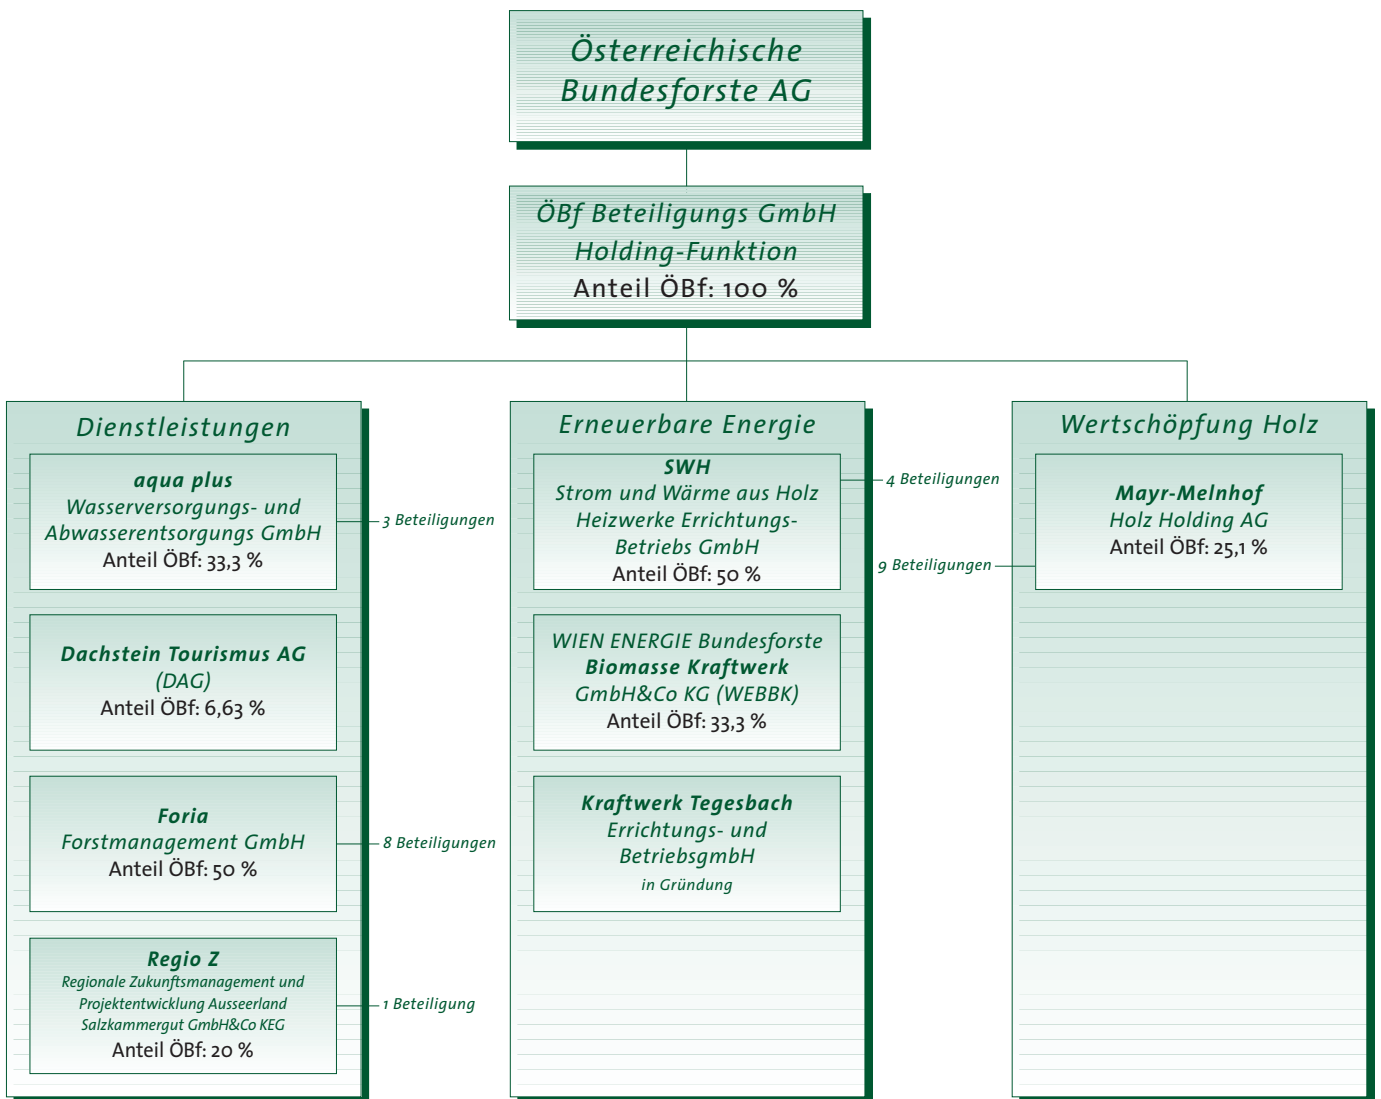 Österreichische
Bundesforste AG
ÖBf Beteiligungs GmbH
Holding-Funktion
Anteil ÖBf: 100 %
Dienstleistungen
aqua plus
Wasserversorgungs- und
Abwasserentsorgungs GmbH
Anteil ÖBf: 33,3 %
3 Beteiligungen
Dachstein Tourismus AG
(DAG)
Anteil ÖBf: 6,63 %
Foria
Forstmanagement GmbH
Anteil ÖBf: 50 %
8 Beteiligungen
Regio Z
Regionale Zukunftsmanagement und
Projektentwicklung Ausseerland
Salzkammergut GmbH&Co KEG
Anteil ÖBf: 20 %
1 Beteiligung
Erneuerbare Energie
SWH
Strom und Wärme aus Holz
Heizwerke Errichtungs-
Betriebs GmbH
Anteil ÖBf: 50 %
4 Beteiligungen
WIEN ENERGIE Bundesforste
Biomasse Kraftwerk
GmbH&Co KG (WEBBK)
Anteil ÖBf: 33,3 %
Kraftwerk Tegesbach
Errichtungs- und
BetriebsgmbH
in Gründung
Wertschöpfung Holz
Mayr-Melnhof
Holz Holding AG
Anteil ÖBf: 25,1 %
9 Beteiligungen